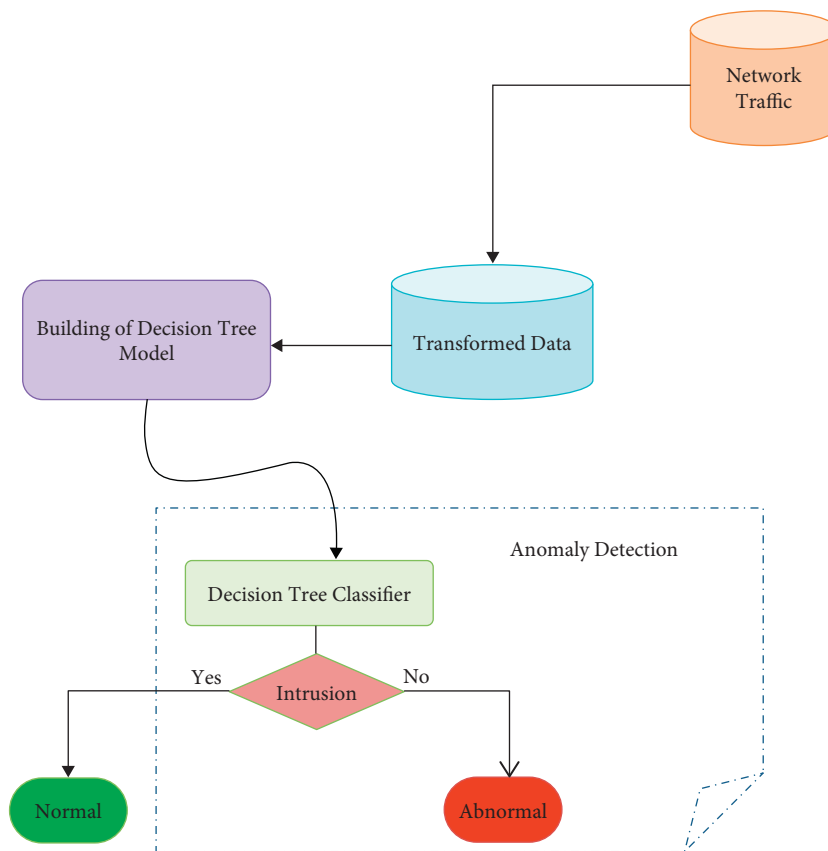 Network
Traffic
Transformed Data
Building of Decision Tree
Model
Anomaly Detection
Decision Tree Classifier
Yes
No
Intrusion
Normal
Abnormal